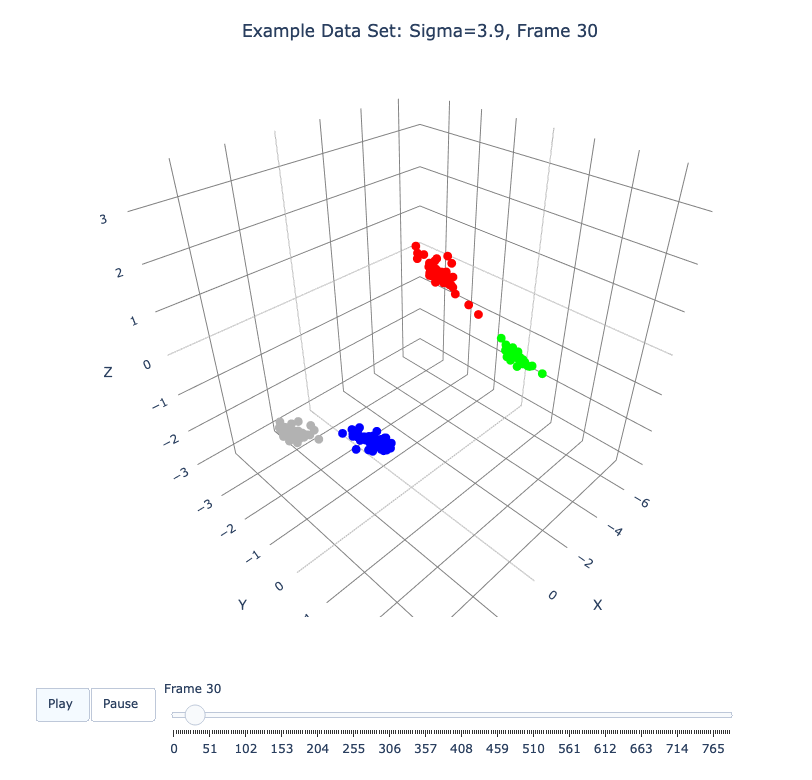 Example Data Set: Sigma=3.9, Frame 30
3
2
1
0
−1
−2
−3
Z
−3
−2
−1
0
Y
−6
−4
−2
0
X
Frame 30
Play
Pause
0 51 102 153 204 255 306 357 408 459 510 561 612 663 714 765